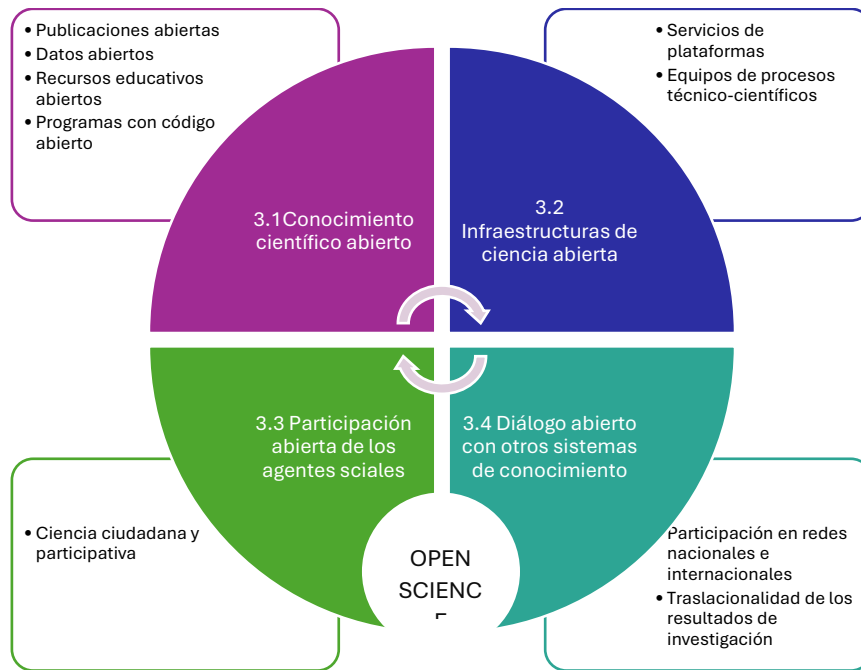 • Publicaciones abiertas
• Datos abiertos
• Recursos educativos
abiertos
• Programas con código
abierto
• Servicios de
plataformas
• Equipos de procesos
técnico-científicos
3.1Conocimiento
científico abierto
3.2
Infraestructuras de
ciencia abierta
3.3 Participación
abierta de los
agentes sciales
3.4 Diálogo abierto
con otros sistemas
de conocimiento
• Ciencia ciudadana y
participativa
OPEN
SCIENC
E
Participación en redes
nacionales e
internacionales
• Traslacionalidad de los
resultados de
investigación